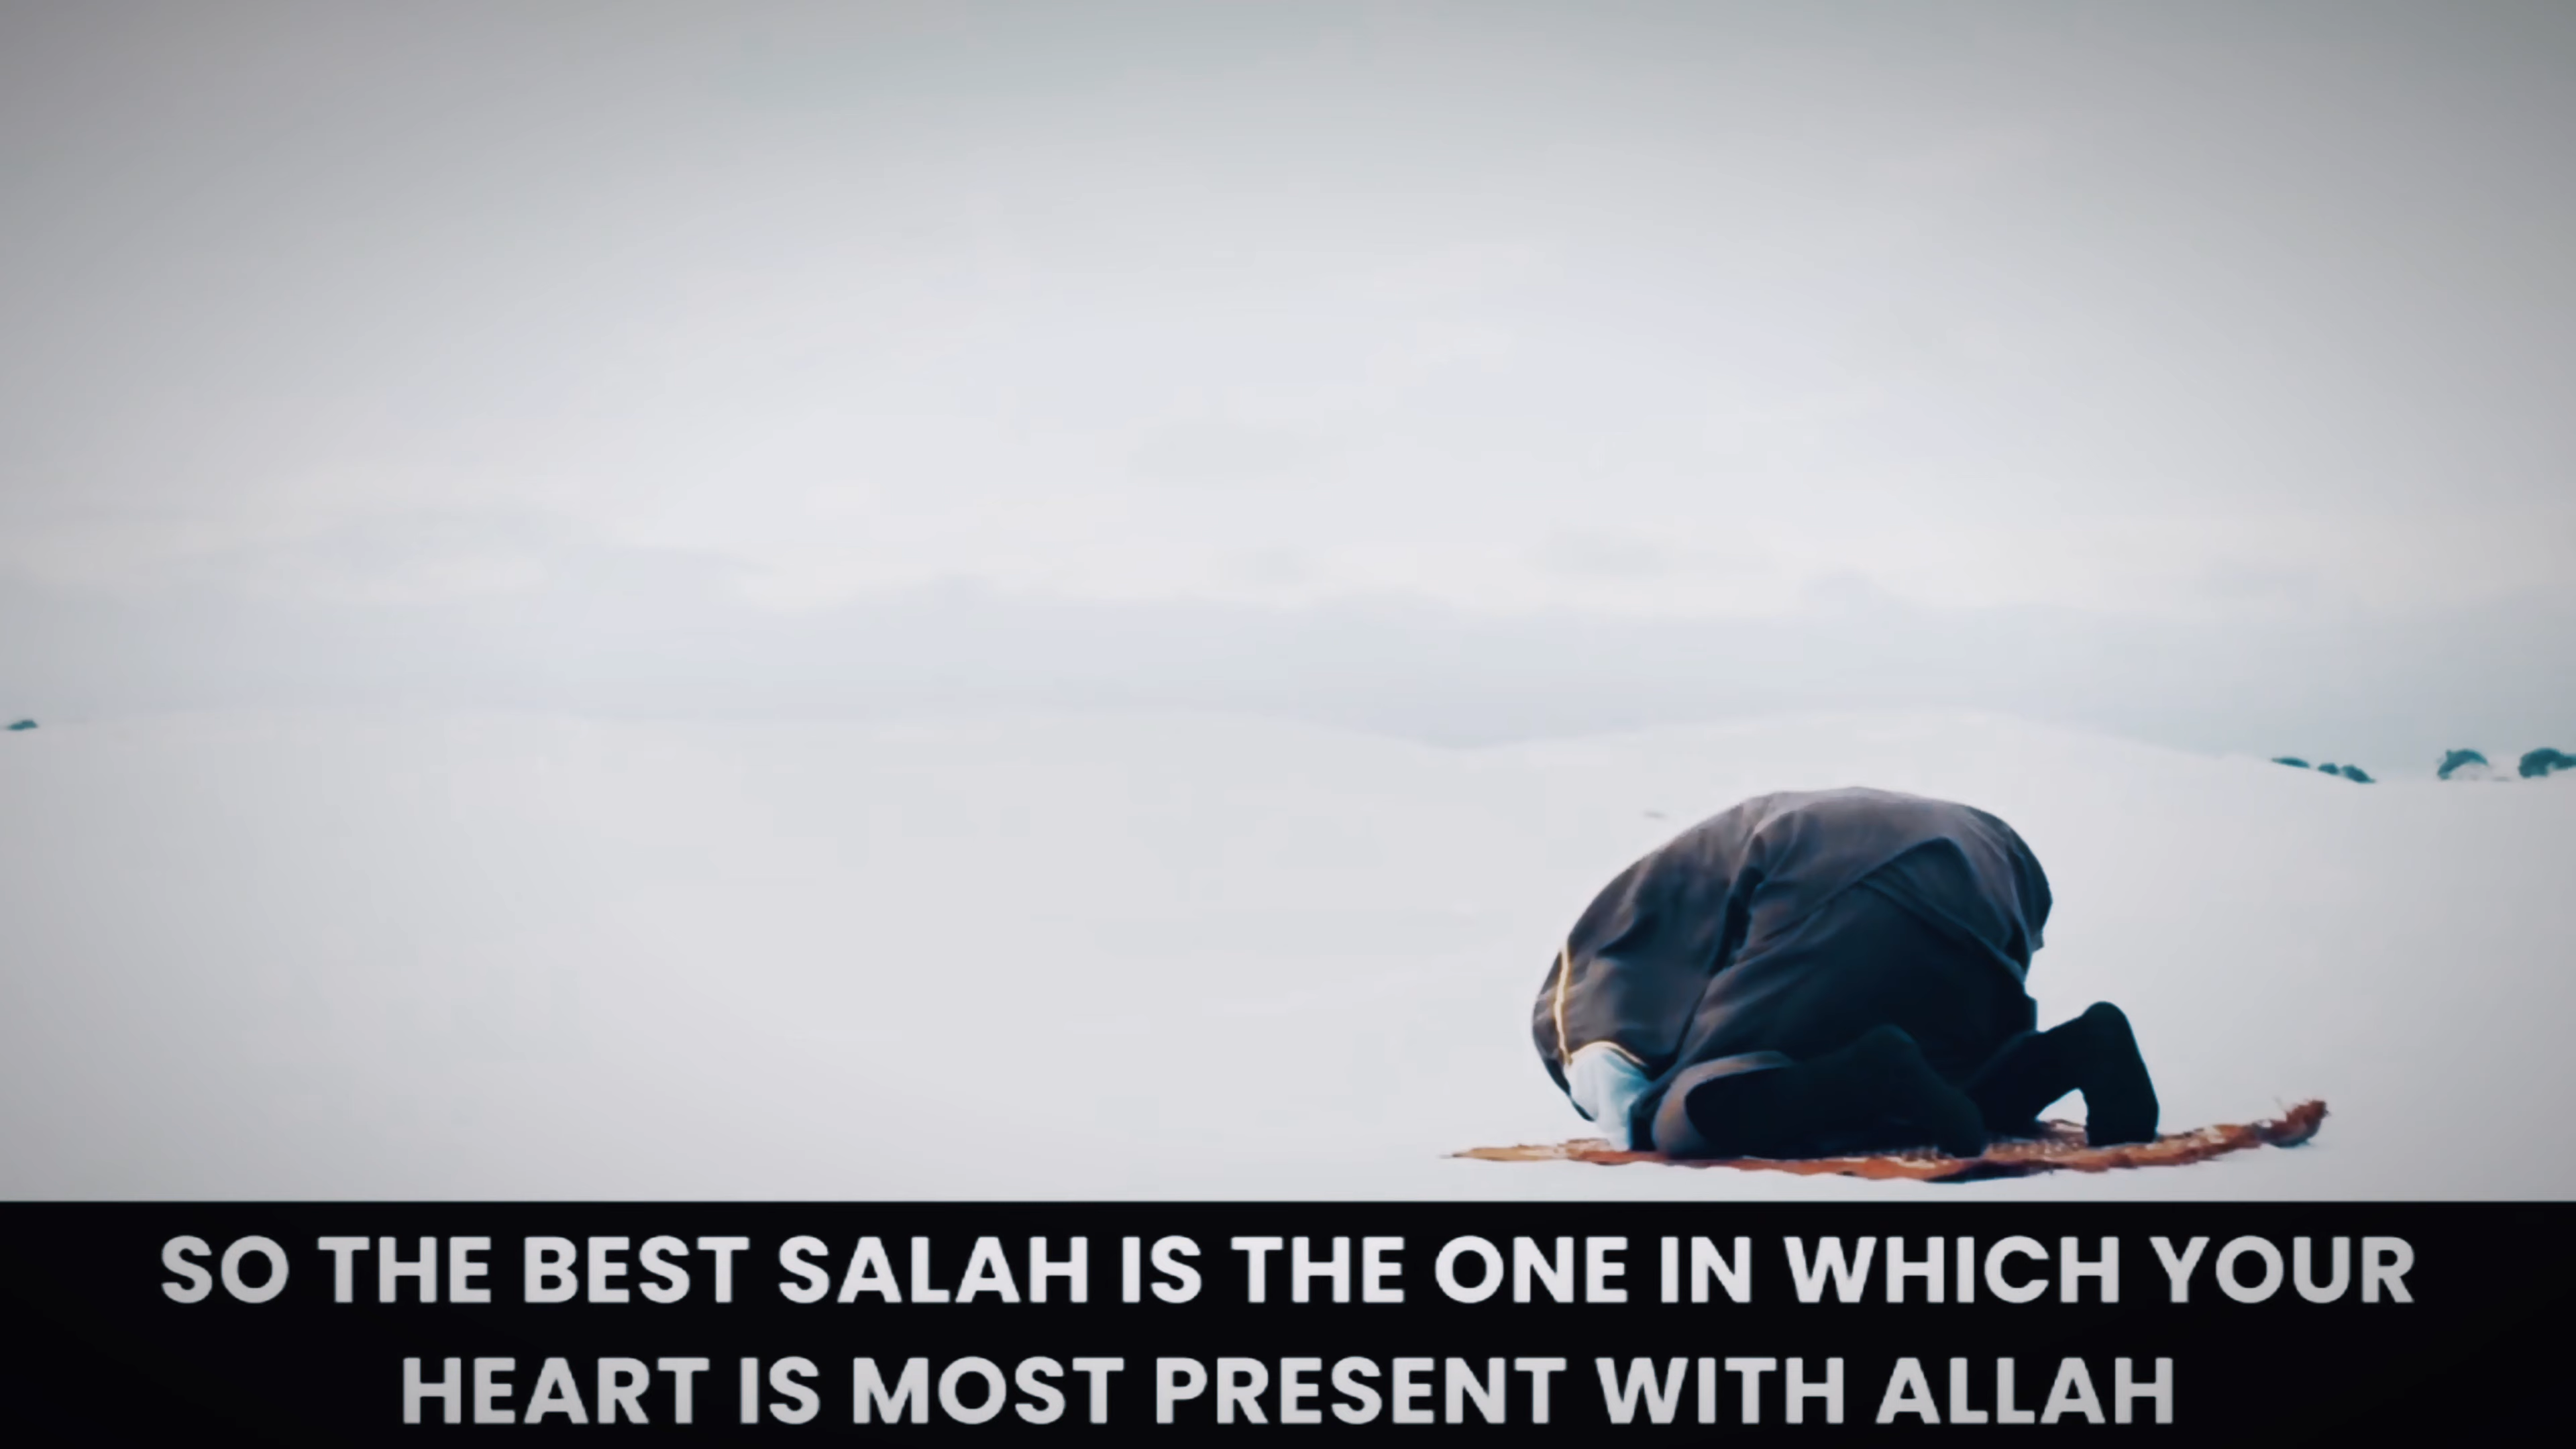 SO THE BEST SALAH IS THE ONE IN WHICH YOUR
HEART IS MOST PRESENT WITH ALLAH